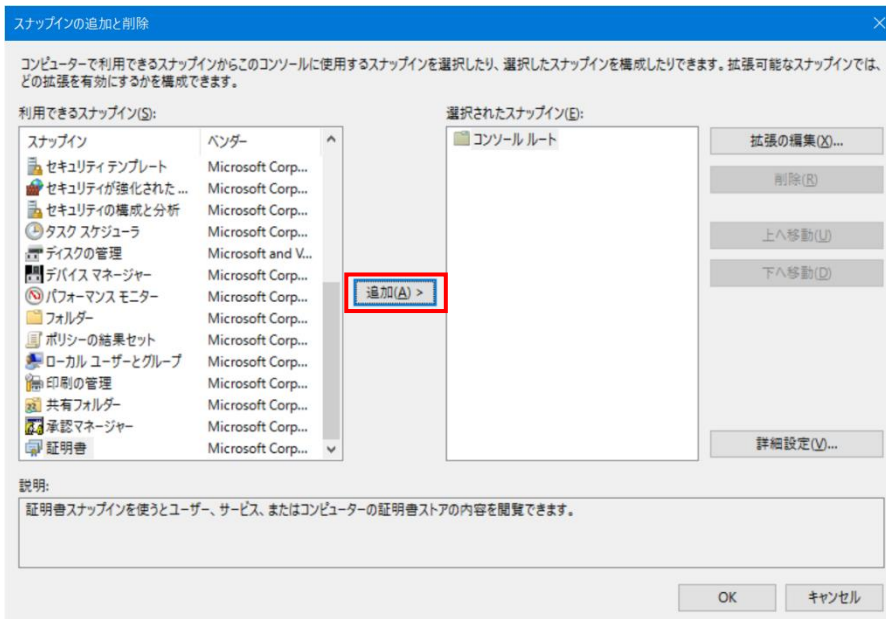 スナップインの追加と削除
コンピューターで利用できるスナップインからこのコンソールに使用するスナップインを選択したり、選択したスナップインを構成したりできます。拡張可能なスナップインでは、
どの拡張を有効にするかを構成できます。
利用できるスナップイン(S):
スナップイン ベンダー
セキュリティ テンプレート Microsoft Corp...
セキュリティが強化された ... Microsoft Corp...
セキュリティの構成と分析 Microsoft Corp...
タスク スケジューラ Microsoft Corp...
ディスクの管理 Microsoft and V...
デバイス マネージャー Microsoft Corp...
パフォーマンス モニター Microsoft Corp...
フォルダー Microsoft Corp...
ポリシーの結果セット Microsoft Corp...
ローカル ユーザーとグループ Microsoft Corp...
印刷の管理 Microsoft Corp...
共有フォルダー Microsoft Corp...
承認マネージャー Microsoft Corp...
証明書 Microsoft Corp...
追加(A) >
選択されたスナップイン(E):
コンソール ルート
拡張の編集(X)...
削除(R)
上へ移動(U)
下へ移動(D)
詳細設定(V)...
説明:
証明書スナップインを使うとユーザー、サービス、またはコンピューターの証明書ストアの内容を閲覧できます。
OK キャンセル